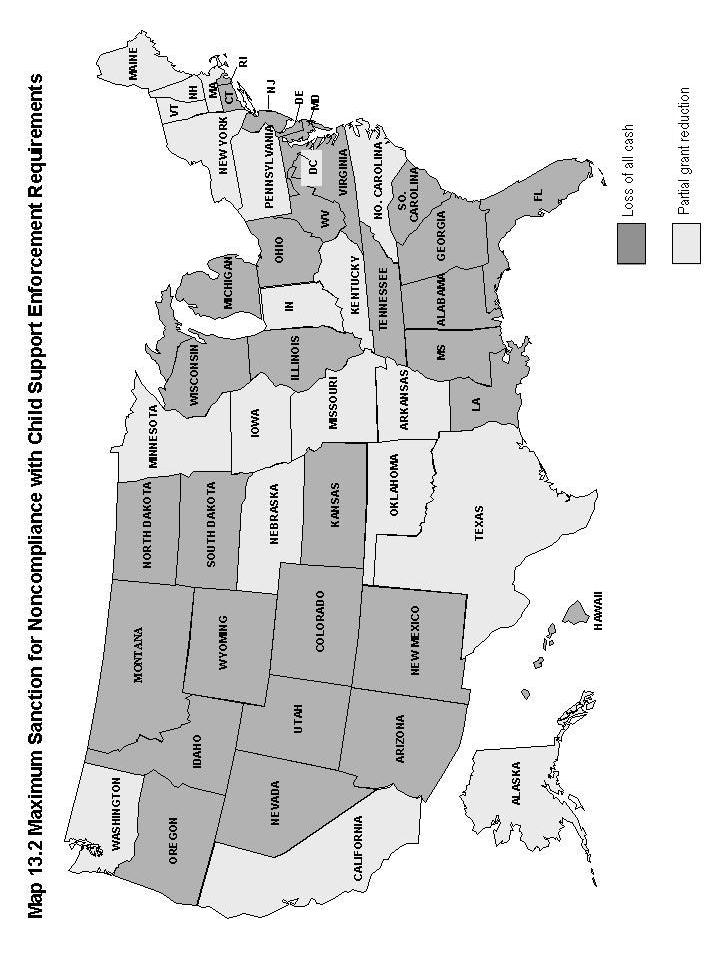 Map 13.2 Maximum Sanction for Noncompliance with Child Support Enforcement Requirements
WASHINGTON
OREGON
CALIFORNIA
NEVADA
IDAHO
MONTANA
WYOMING
UTAH
ARIZONA
COLORADO
NEW MEXICO
NORTH DAKOTA
SOUTH DAKOTA
NEBRASKA
KANSAS
OKLAHOMA
TEXAS
MINNESOTA
IOWA
MISSOURI
ARKANSAS
LA
WISCONSIN
ILLINOIS
MICHIGAN
IN
OHIO
KENTUCKY
TENNESSEE
MS
ALABAMA
GEORGIA
FL
SO.
CAROLINA
NO. CAROLINA
VIRGINIA
WV
DC
PENNSYLVANIA
NEW YORK
VT
NH
MAINE
MA
CT
RI
NJ
DE
MD
ALASKA
HAWAII
Loss of all cash
Partial grant reduction